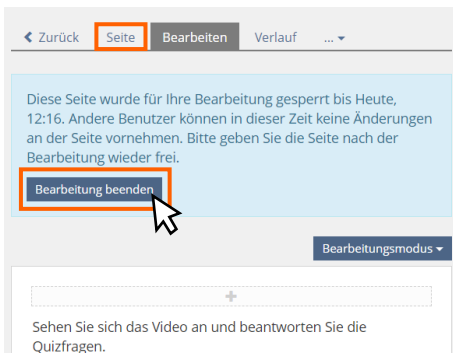 Zurück Seite Bearbeiten Verlauf ...
Diese Seite wurde für Ihre Bearbeitung gesperrt bis Heute,
12:16. Andere Benutzer können in dieser Zeit keine Änderungen
an der Seite vornehmen. Bitte geben Sie die Seite nach der
Bearbeitung wieder frei.
Bearbeitung beenden
Bearbeitungsmodus
+
Sehen Sie sich das Video an und beantworten Sie die
Quizfragen.